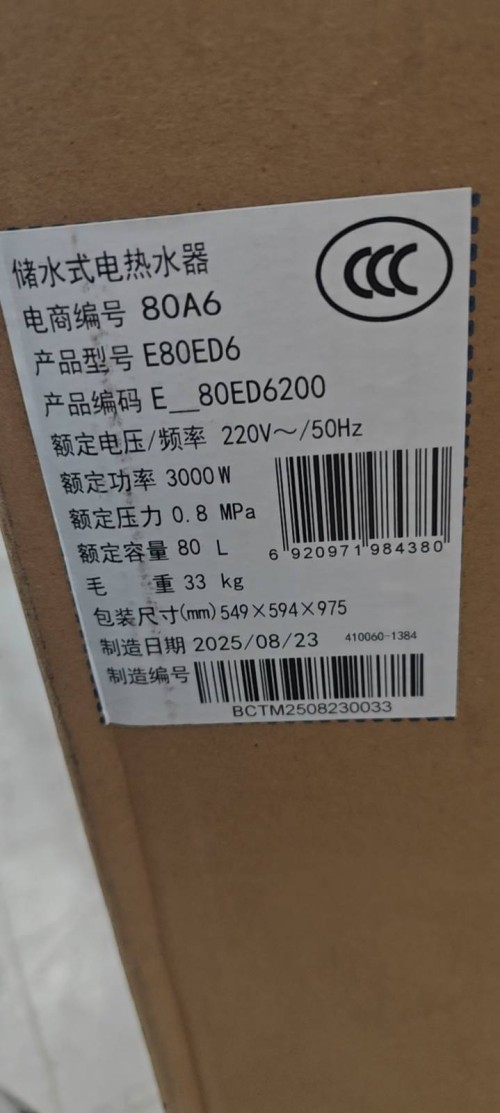 CCC
储水式电热水器
电商编号 80A6
产品型号 E80ED6
产品编码 E__80ED6200
额定电压/频率 220V～/50Hz
额定功率 3000W
额定压力 0.8 MPa
额定容量 80 L
6 920971 984380
毛 重 33 kg
包装尺寸(mm) 549×594×975
制造日期 2025/08/23 410060-1384
制造编号
BCTM2508230033